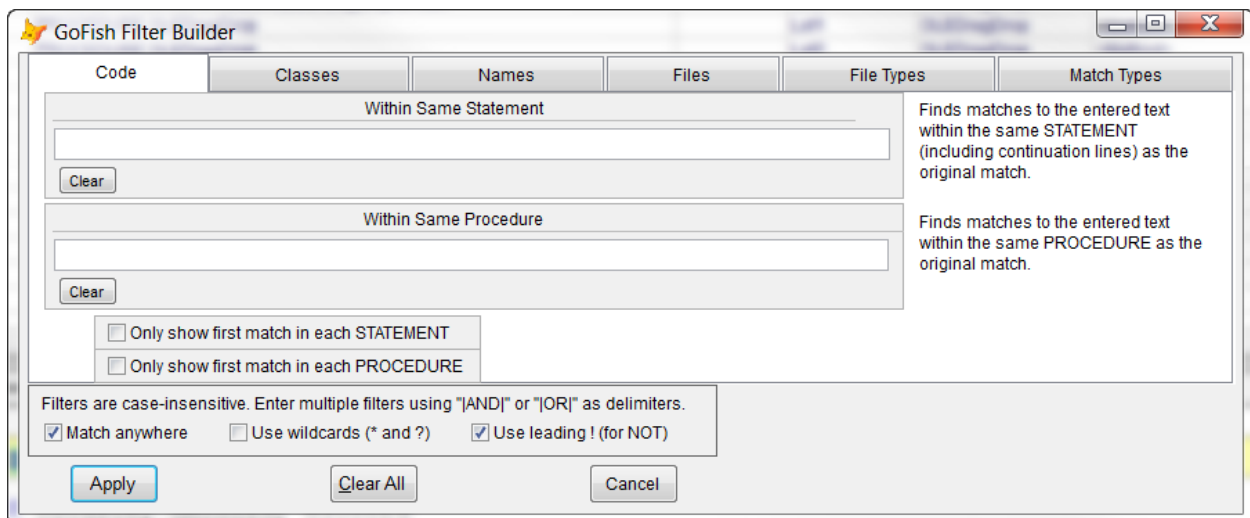 GoFish Filter Builder
Code Classes Names Files File Types Match Types
Within Same Statement
Finds matches to the entered text
within the same STATEMENT
(including continuation lines) as the
original match.
Clear
Within Same Procedure
Finds matches to the entered text
within the same PROCEDURE as the
original match.
Clear
Only show first match in each STATEMENT
Only show first match in each PROCEDURE
Filters are case-insensitive. Enter multiple filters using "|AND|" or "|OR|" as delimiters.
Match anywhere Use wildcards (* and ?) Use leading ! (for NOT)
Apply Clear All Cancel